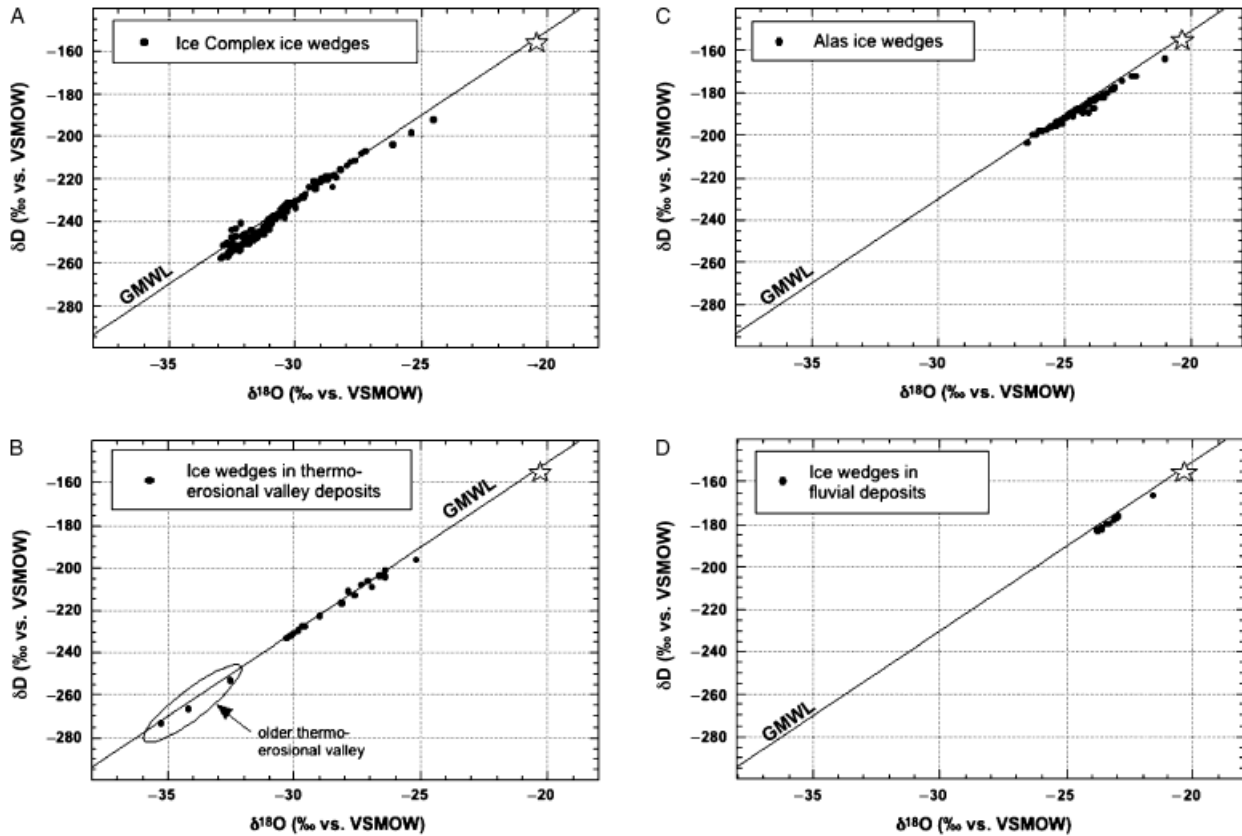 A
Ice Complex ice wedges
−160
−180
−200
−220
−240
−260
−280
δD (‰ vs. VSMOW)
GMWL
−35
−30
−25
−20
δ¹⁸O (‰ vs. VSMOW)
C
Alas ice wedges
−160
−180
−200
−220
−240
−260
−280
δD (‰ vs. VSMOW)
GMWL
−35
−30
−25
−20
δ¹⁸O (‰ vs. VSMOW)
B
Ice wedges in thermo-
erosional valley deposits
GMWL
−160
−180
−200
−220
−240
−260
−280
δD (‰ vs. VSMOW)
older thermo-
erosional valley
−35
−30
−25
−20
δ¹⁸O (‰ vs. VSMOW)
D
Ice wedges in
fluvial deposits
−160
−180
−200
−220
−240
−260
−280
δD (‰ vs. VSMOW)
GMWL
−35
−30
−25
−20
δ¹⁸O (‰ vs. VSMOW)